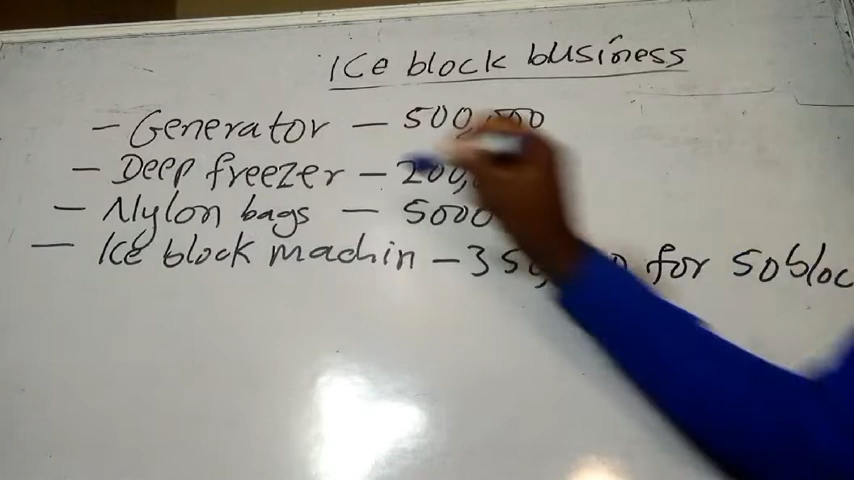 ICe block business
- Generator - 500,000
- Deep freezer - 200,
- Nylon bags - 5000
- Ice block machin - 350, for 50 bloc